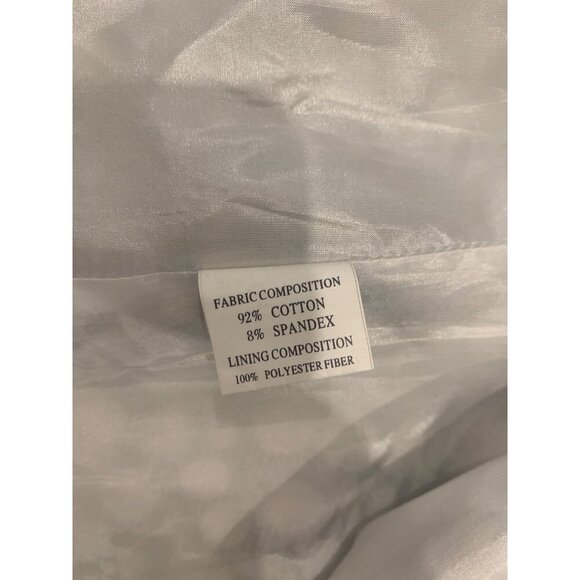 FABRIC COMPOSITION
92% COTTON
8% SPANDEX
LINING COMPOSITION
100% POLYESTER FIBER